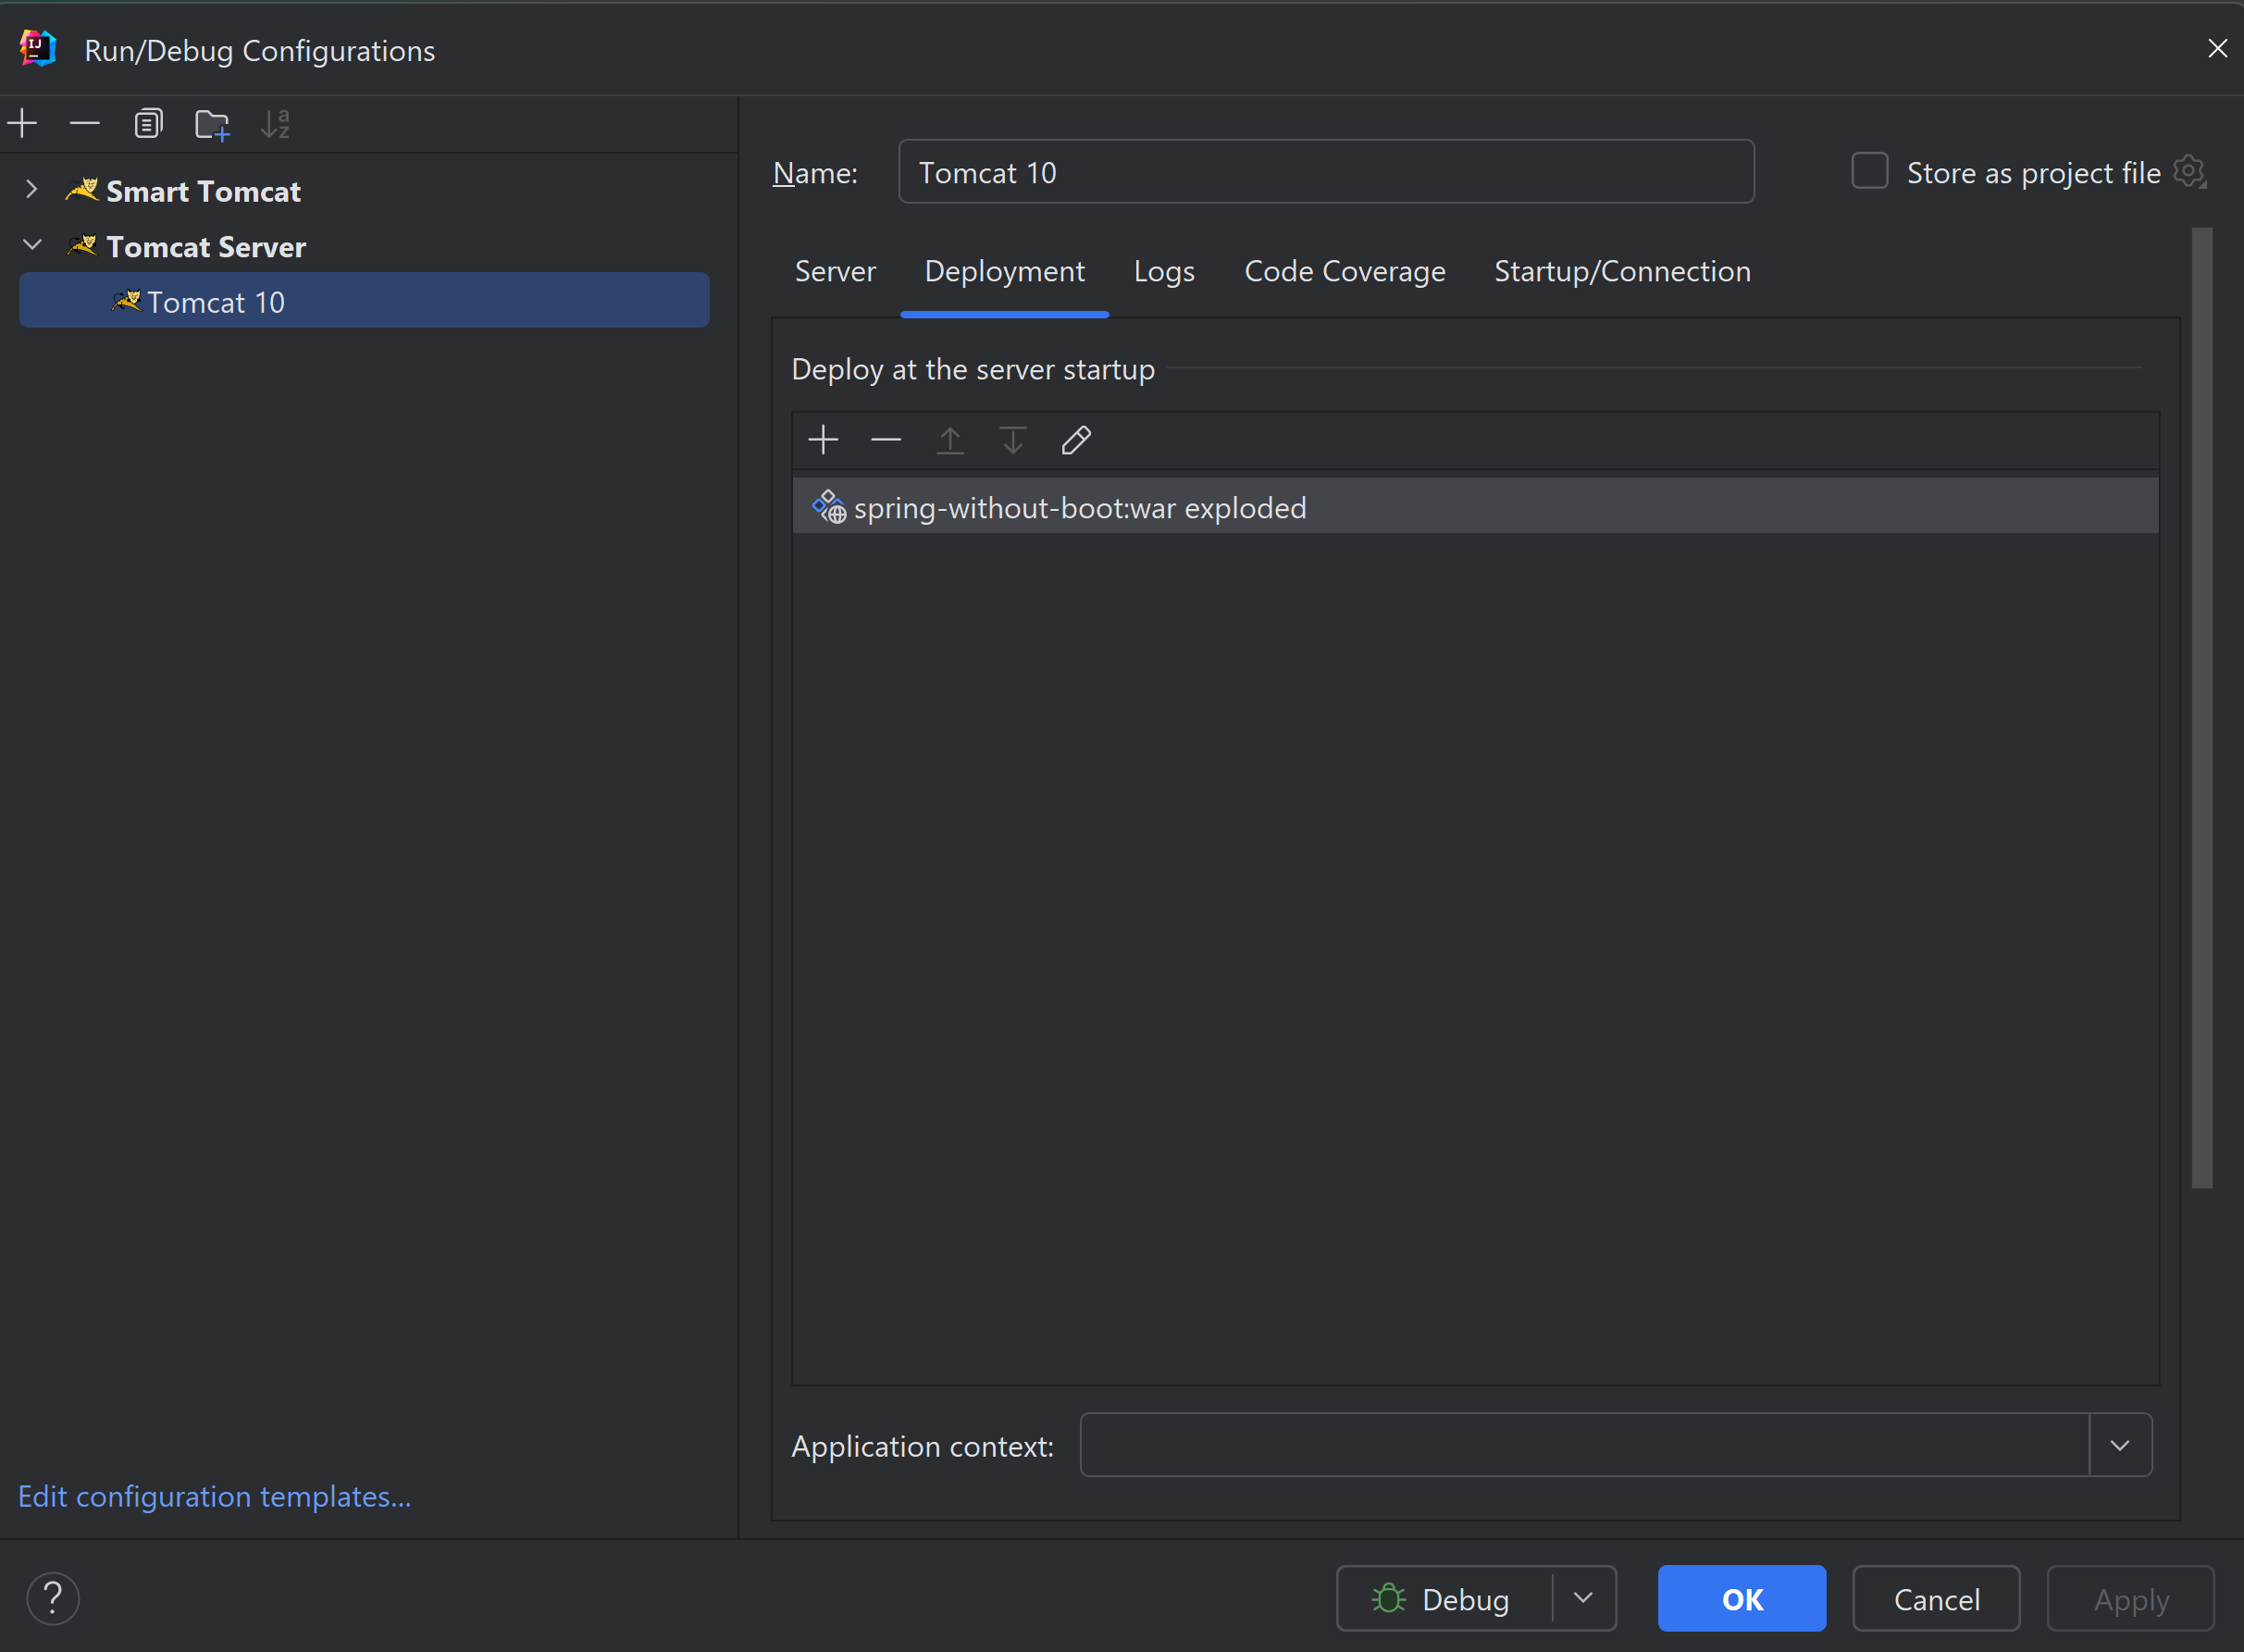 Run/Debug Configurations
Smart Tomcat
Tomcat Server
Tomcat 10
Edit configuration templates...
Name: Tomcat 10 Store as project file
Server Deployment Logs Code Coverage Startup/Connection
Deploy at the server startup
spring-without-boot:war exploded
Application context:
? Debug OK Cancel Apply